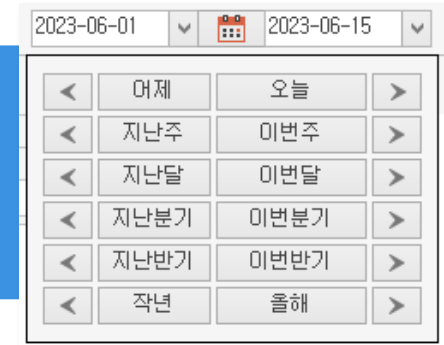 2023-06-01 2023-06-15
어제 오늘
지난주 이번주
지난달 이번달
지난분기 이번분기
지난반기 이번반기
작년 올해